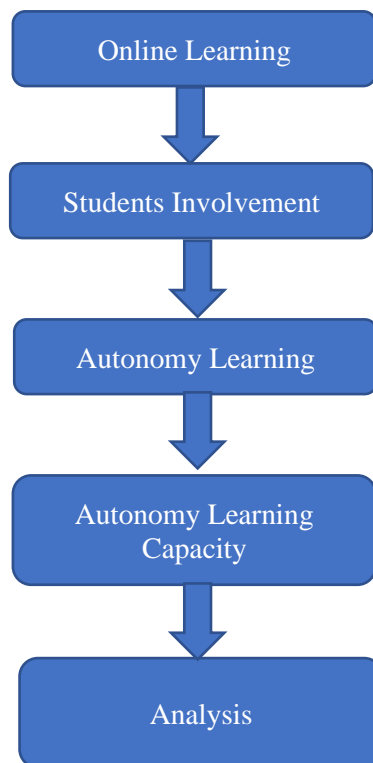 Online Learning
Students Involvement
Autonomy Learning
Autonomy Learning
Capacity
Analysis